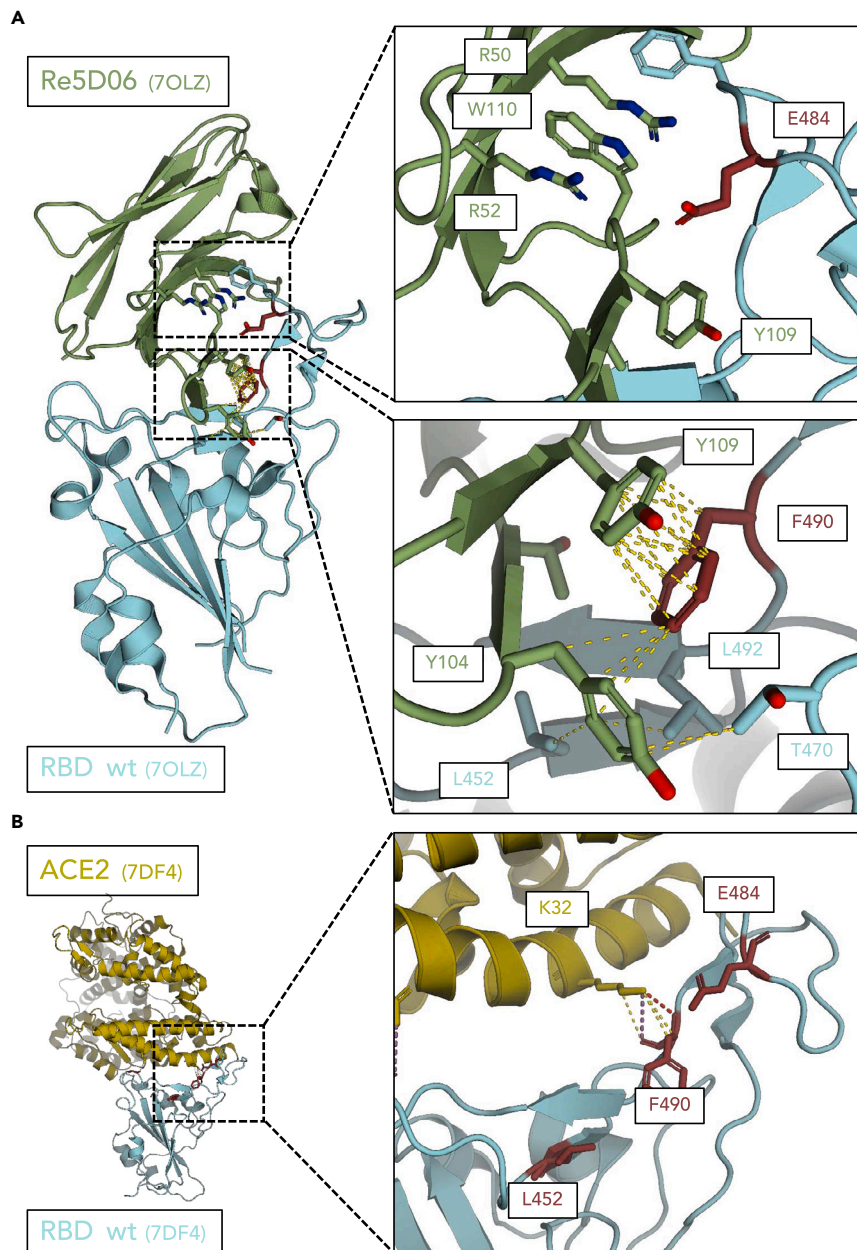 A
Re5D06 (7OLZ)
R50
W110
E484
R52
Y109
Y109
F490
Y104
L492
L452
T470
RBD wt (7OLZ)
B
ACE2 (7DF4)
K32
E484
F490
L452
RBD wt (7DF4)